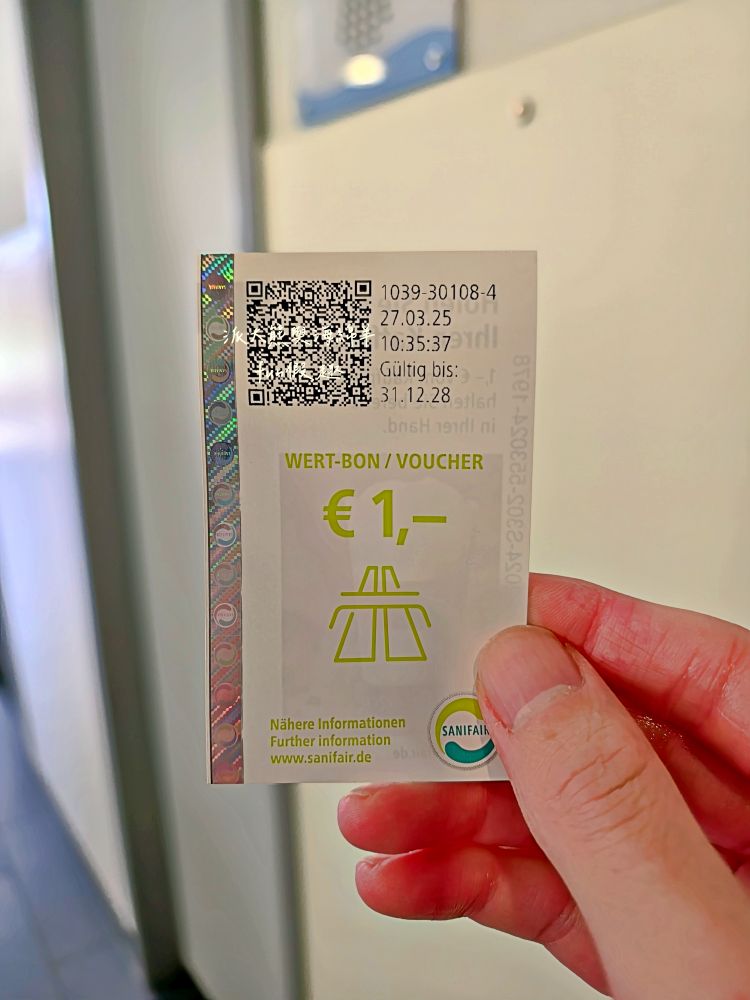 1039-30108-4
27.03.25
10:35:37
Gültig bis:
31.12.28
WERT-BON / VOUCHER
€ 1,–
Nähere Informationen
Further information
www.sanifair.de
SANIFAIR